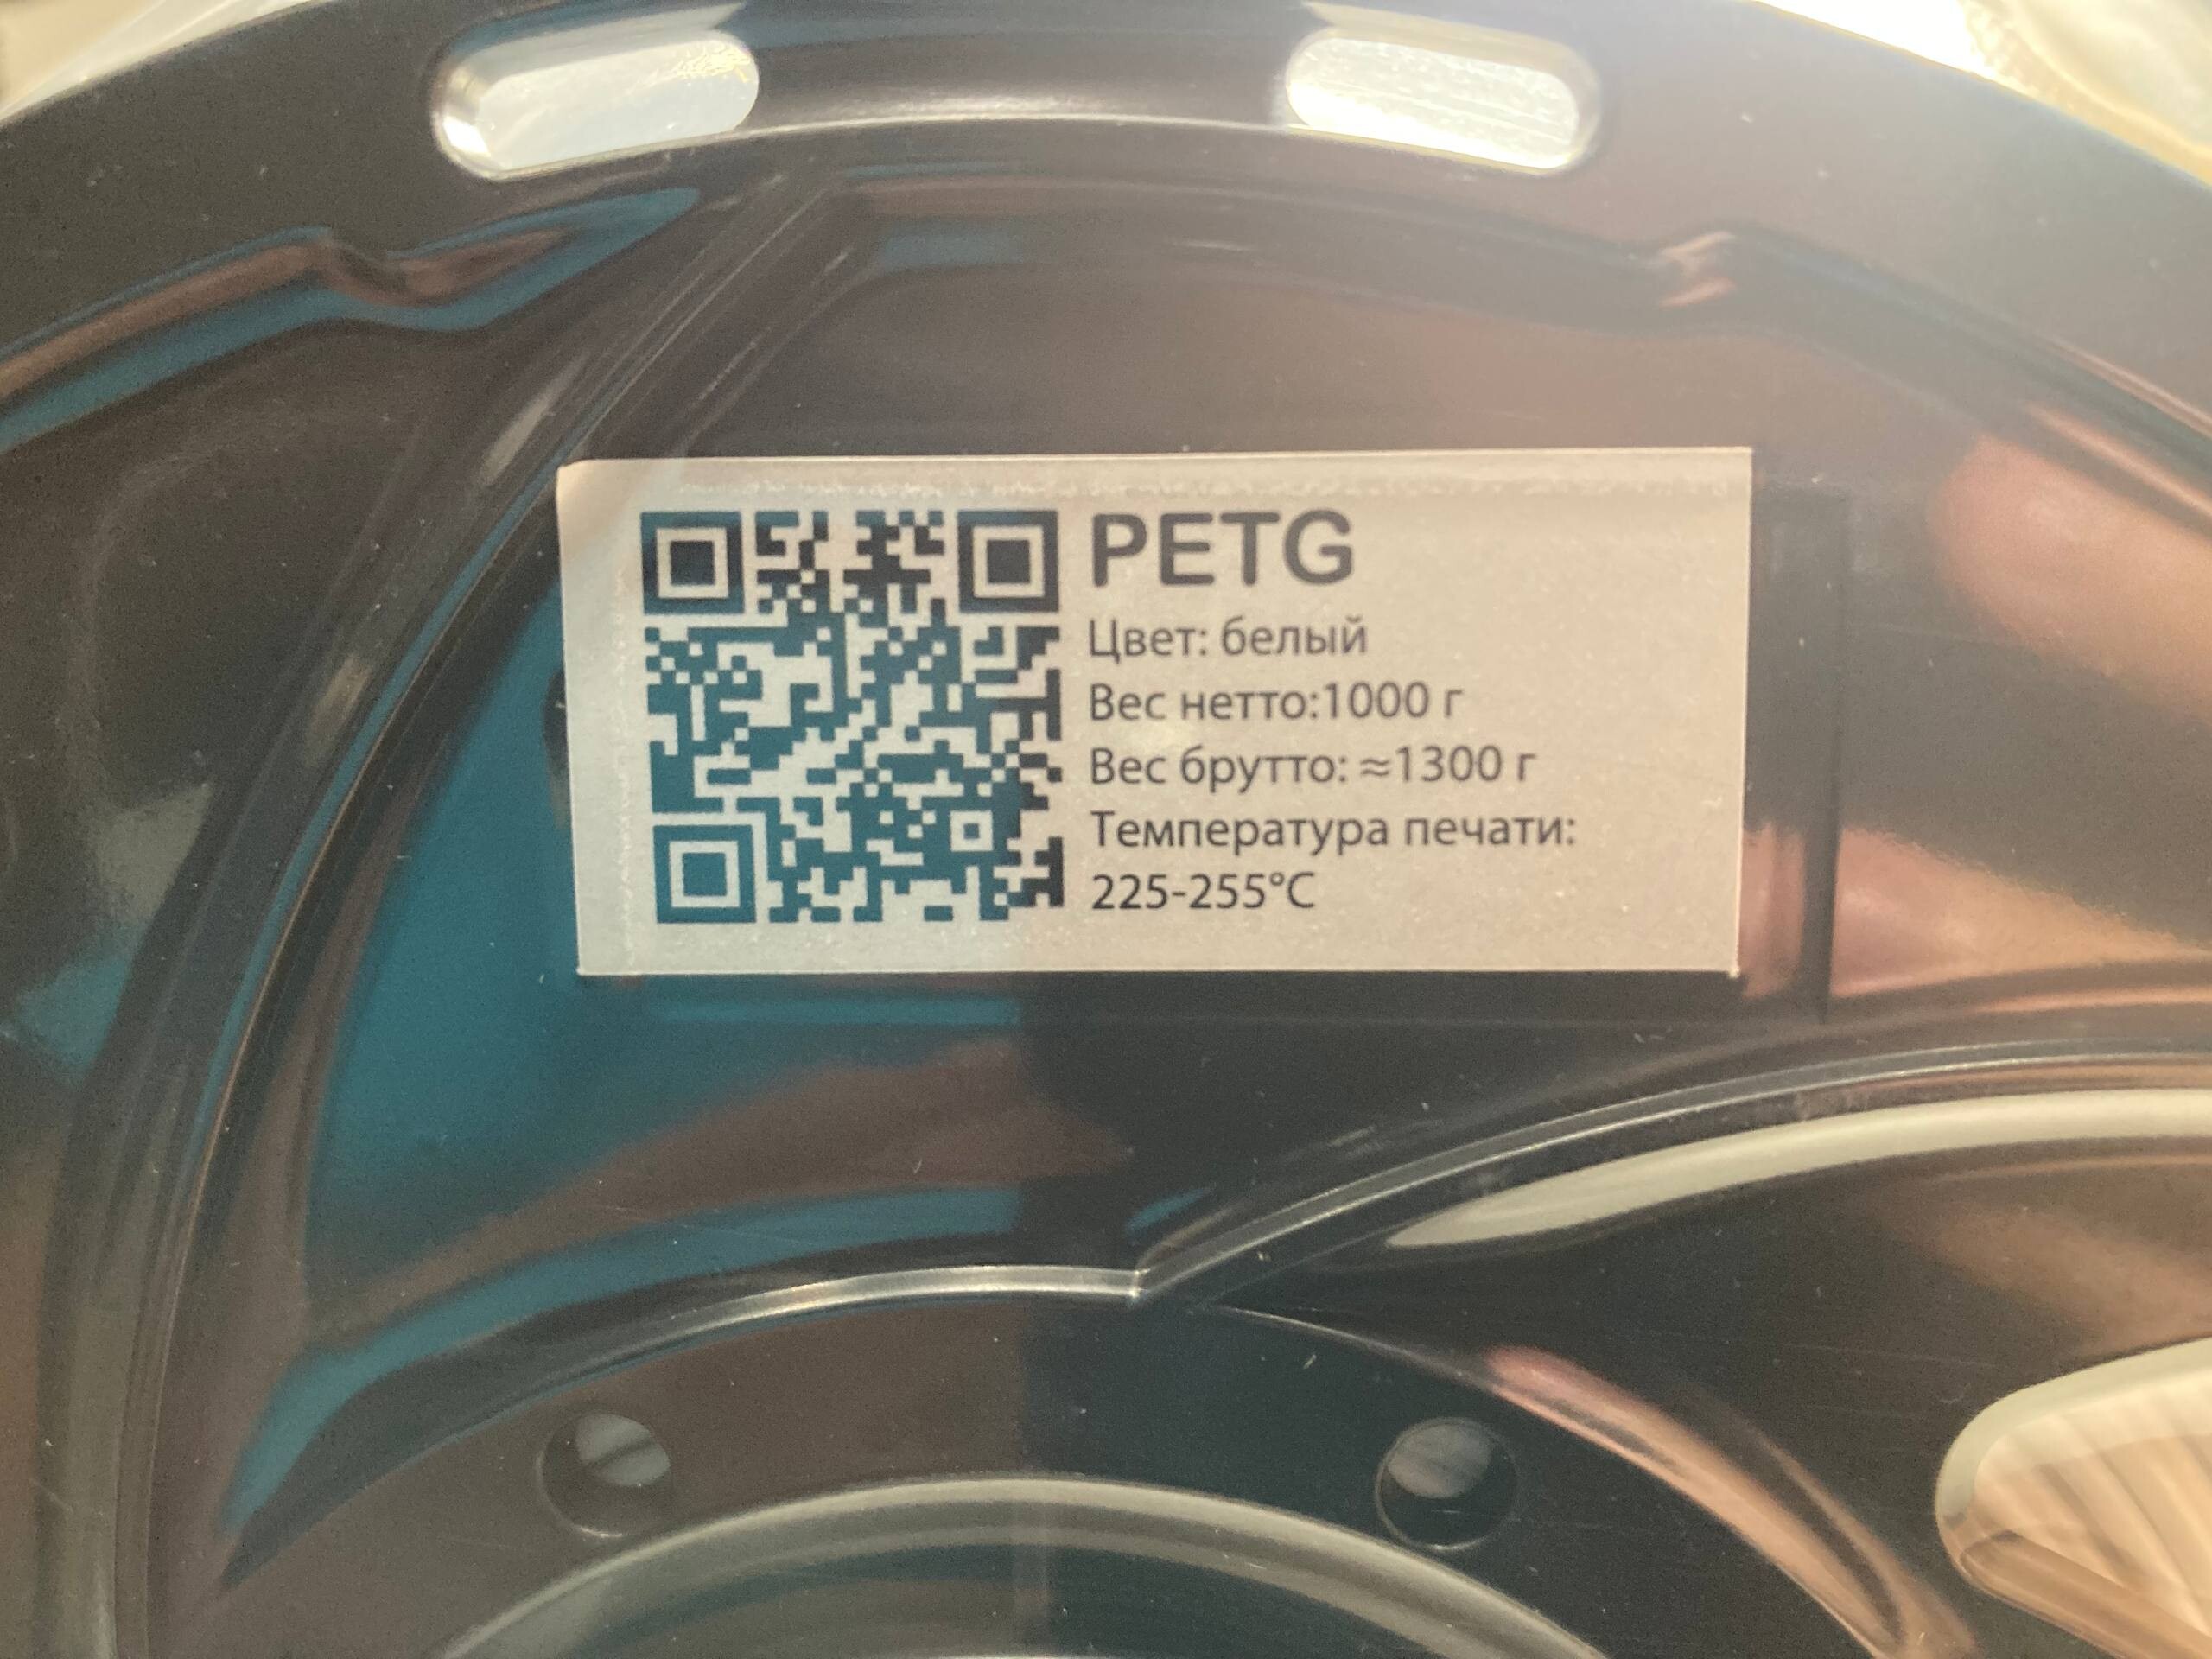 PETG
Цвет: белый
Вес нетто:1000 г
Вес брутто: ≈1300 г
Температура печати:
225-255°C